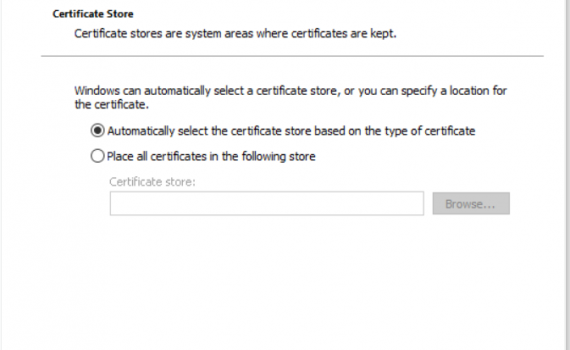 Certificate Store
Certificate stores are system areas where certificates are kept.
Windows can automatically select a certificate store, or you can specify a location for
the certificate.
Automatically select the certificate store based on the type of certificate
Place all certificates in the following store
Certificate store:
Browse...